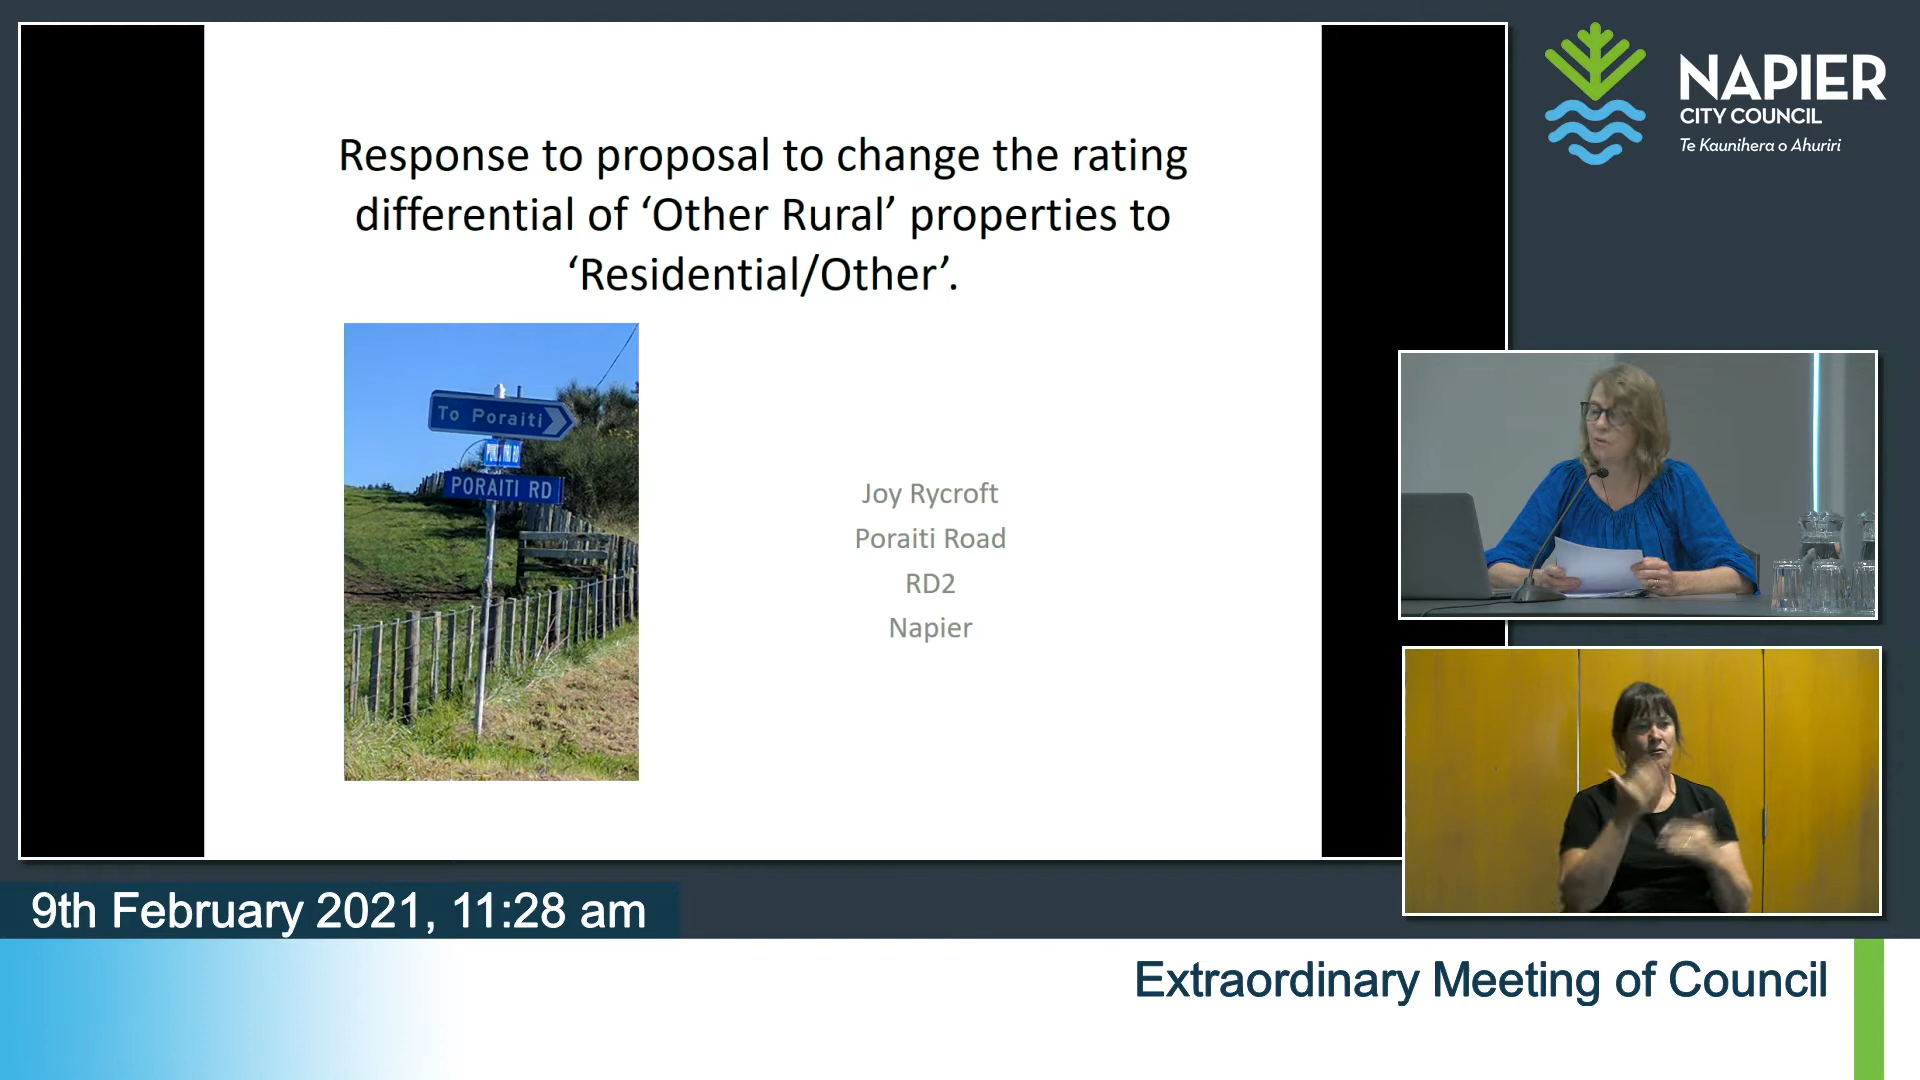 Response to proposal to change the rating
differential of ‘Other Rural’ properties to
‘Residential/Other’.
To Poraiti
PORAITI RD
Joy Rycroft
Poraiti Road
RD2
Napier
NAPIER
CITY COUNCIL
Te Kaunihera o Ahuriri
9th February 2021, 11:28 am
Extraordinary Meeting of Council